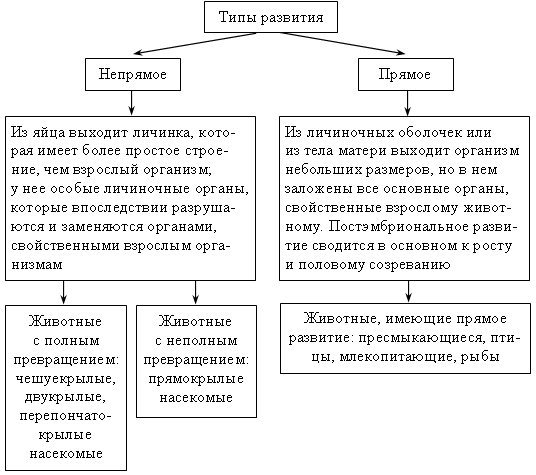 Типы развития
Непрямое
Прямое
Из яйца выходит личинка, кото-
рая имеет более простое строе-
ние, чем взрослый организм;
у нее особые личиночные органы,
которые впоследствии разруша-
ются и заменяются органами,
свойственными взрослым орга-
низмам
Из личиночных оболочек или
из тела матери выходит организм
небольших размеров, но в нем
заложены все основные органы,
свойственные взрослому живот-
ному. Постэмбриональное разви-
тие сводится в основном к росту
и половому созреванию
Животные
с полным
превращением:
чешуекрылые,
двукрылые,
перепончато-
крылые
насекомые
Животные
с неполным
превращением:
прямокрылые
насекомые
Животные, имеющие прямое
развитие: пресмыкающиеся, пти-
цы, млекопитающие, рыбы